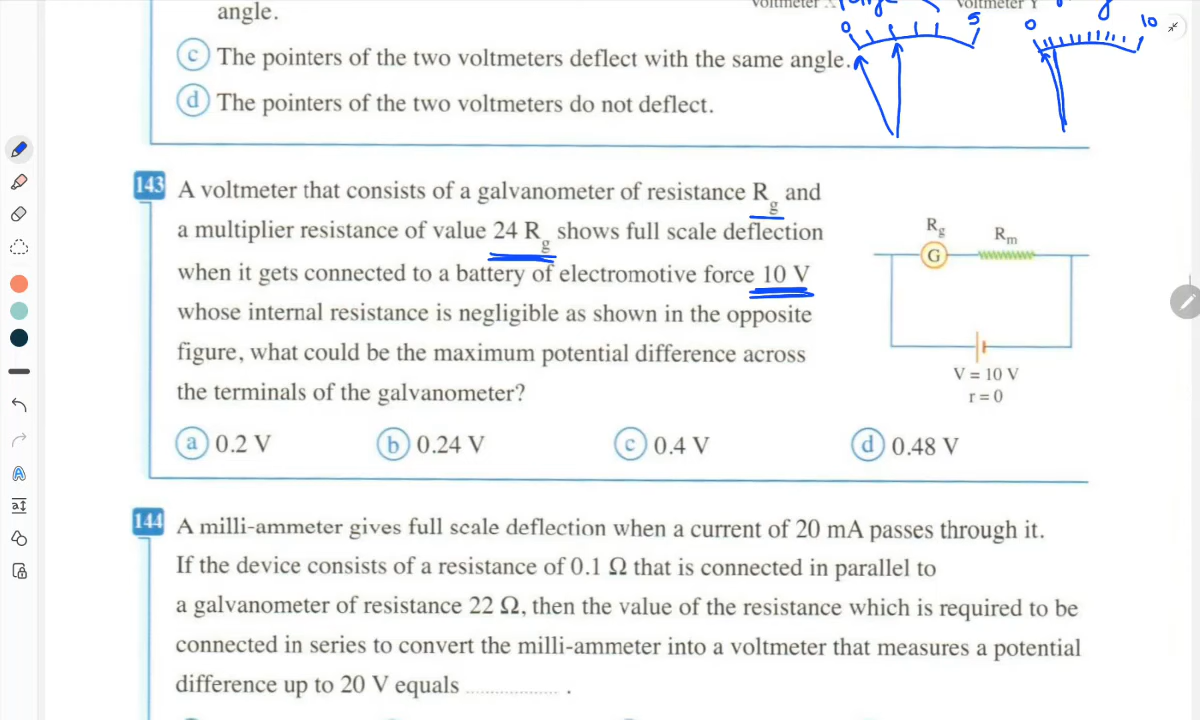 Voltmeter X
Voltmeter Y
0
5
0
10
angle.
c The pointers of the two voltmeters deflect with the same angle.
d The pointers of the two voltmeters do not deflect.
143 A voltmeter that consists of a galvanometer of resistance Rg and
a multiplier resistance of value 24 Rg shows full scale deflection
when it gets connected to a battery of electromotive force 10 V
whose internal resistance is negligible as shown in the opposite
figure, what could be the maximum potential difference across
the terminals of the galvanometer?
Rg
Rm
G
V = 10 V
r = 0
a 0.2 V b 0.24 V c 0.4 V d 0.48 V
144 A milli-ammeter gives full scale deflection when a current of 20 mA passes through it.
If the device consists of a resistance of 0.1 Ω that is connected in parallel to
a galvanometer of resistance 22 Ω, then the value of the resistance which is required to be
connected in series to convert the milli-ammeter into a voltmeter that measures a potential
difference up to 20 V equals .................. .